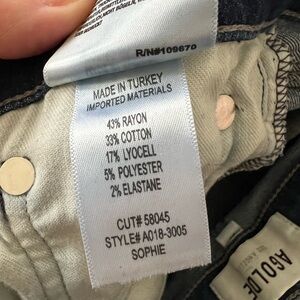 R/N#109670
MADE IN TURKEY
IMPORTED MATERIALS
43% RAYON
33% COTTON
17% LYOCELL
5% POLYESTER
2% ELASTANE
CUT# 58045
STYLE# A018-3005
SOPHIE
AGOLDE